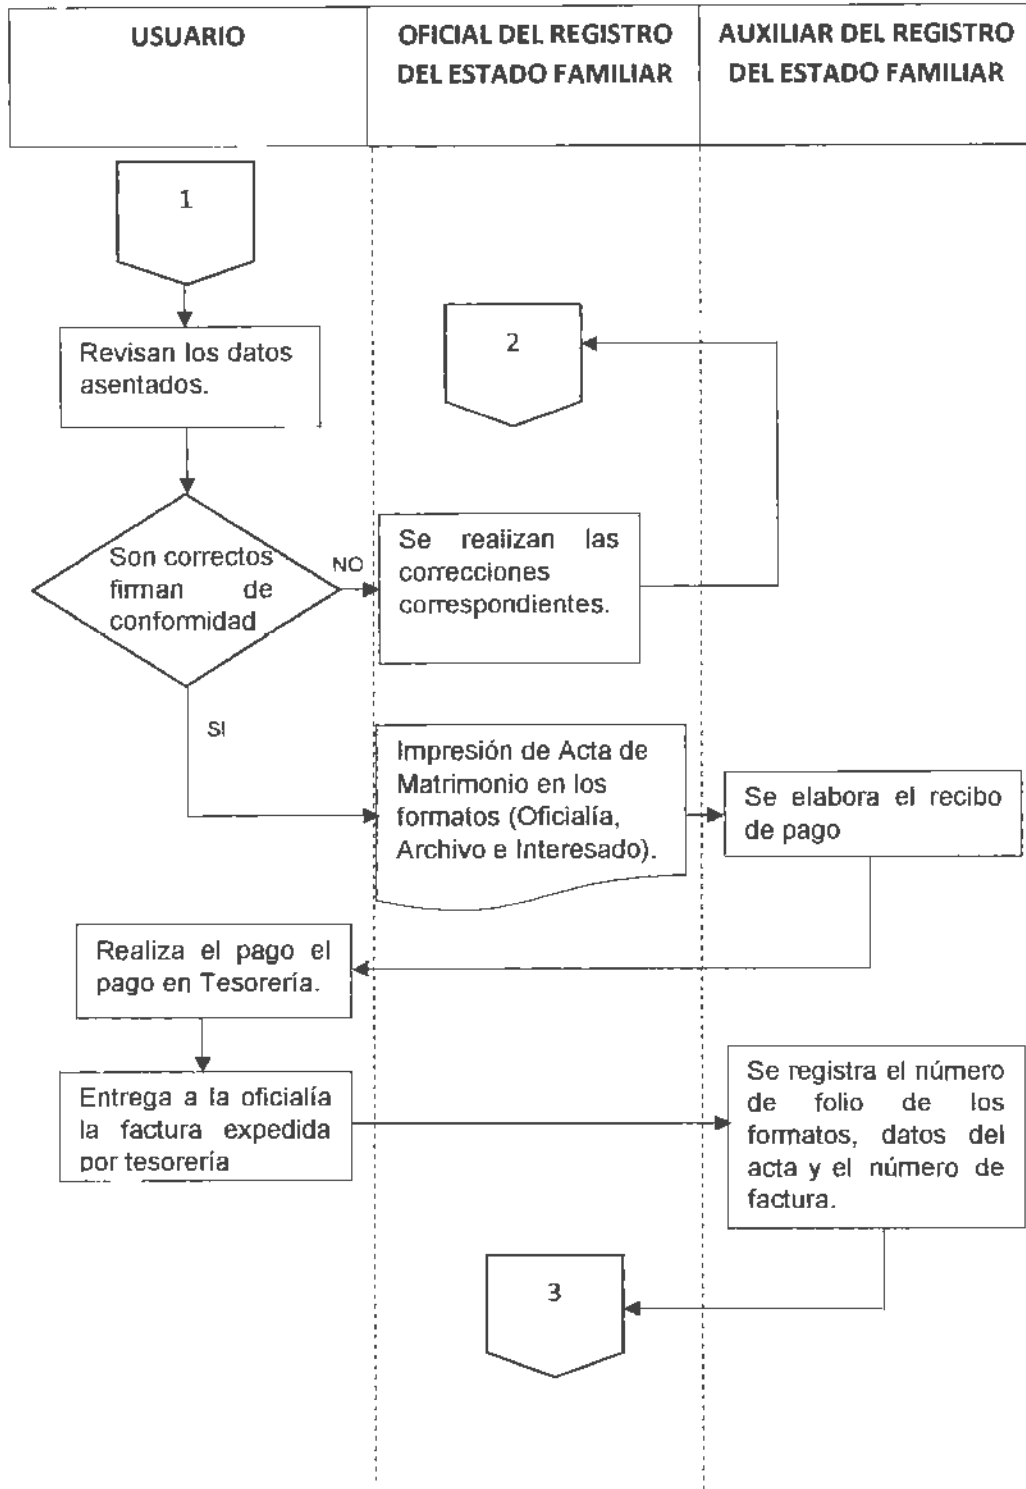 USUARIO
OFICIAL DEL REGISTRO
DEL ESTADO FAMILIAR
AUXILIAR DEL REGISTRO
DEL ESTADO FAMILIAR
1
Revisan los datos
asentados.
2
Son correctos
firman de
conformidad
NO
Se realizan las
correcciones
correspondientes.
SI
Impresión de Acta de
Matrimonio en los
formatos (Oficialía,
Archivo e Interesado).
Se elabora el recibo
de pago
Realiza el pago el
pago en Tesorería.
Entrega a la oficialía
la factura expedida
por tesorería
Se registra el número
de folio de los
formatos, datos del
acta y el número de
factura.
3